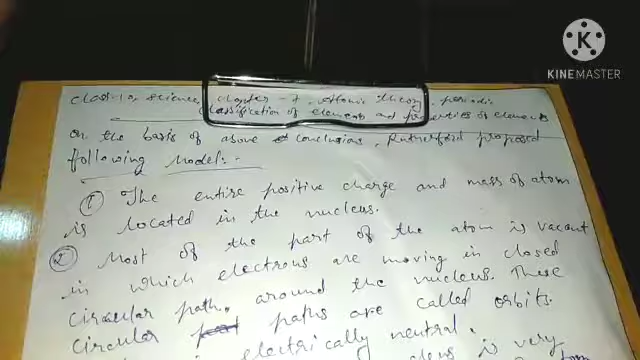 KINEMASTER
Class-10, Science, Chapter-7, Atomic theory, periodic
classification of elements and properties of elements
on the basis of above conclusions, Rutherford proposed
following model:-
① The entire positive charge and mass of atom
is located in the nucleus.
② Most of the part of the atom is vacant
in which electrons are moving in closed
circular path, around the nucleus. These
circular paths are called orbits.
electrically neutral.
is very